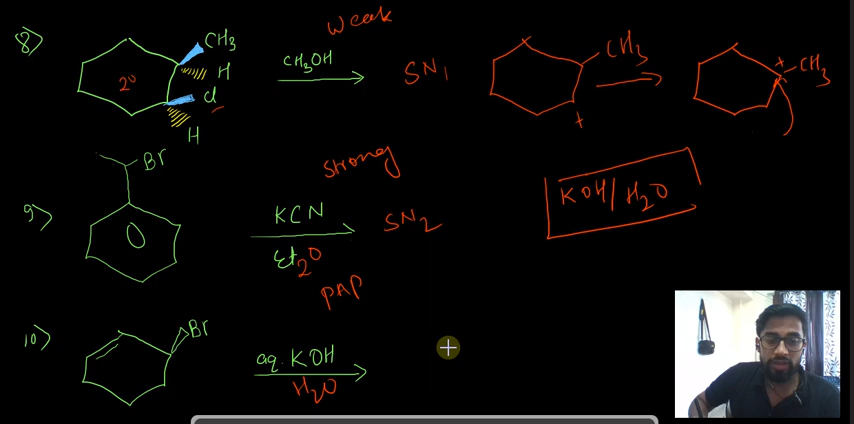 weak
8) CH3 H Cl H 2° CH3OH SN1 CH3 + + CH3
Br strong
9) KCN SN2 KOH/H2O
Et2O
PAP
10) Br aq. KOH
H2O